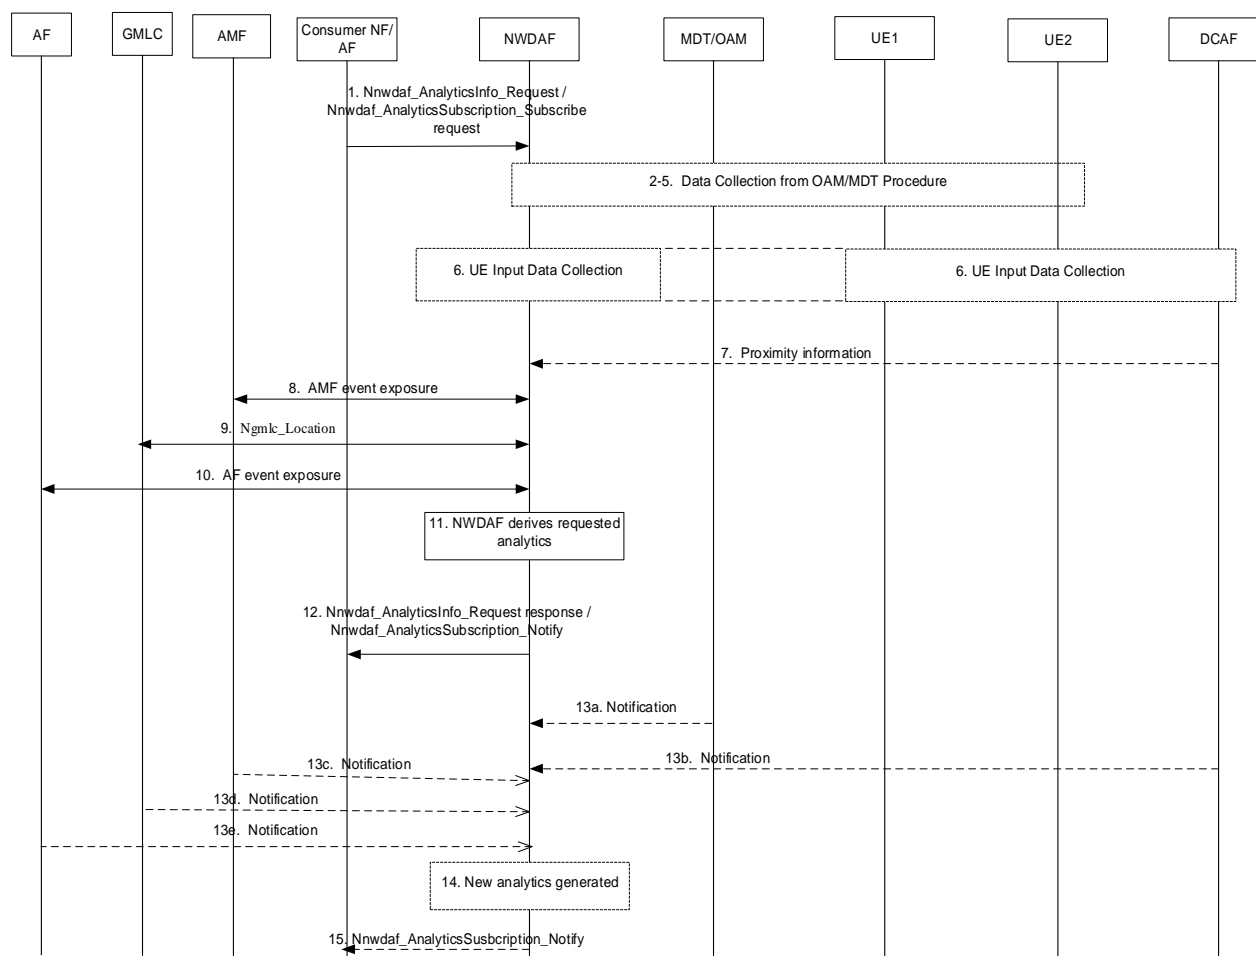 AF
GMLC
AMF
Consumer NF/
AF
NWDAF
MDT/OAM
UE1
UE2
DCAF
1. Nnwdaf_AnalyticsInfo_Request /
Nnwdaf_AnalyticsSubscription_Subscribe
request
2-5. Data Collection from OAM/MDT Procedure
6. UE Input Data Collection
6. UE Input Data Collection
7. Proximity information
8. AMF event exposure
9. Ngmlc_Location
10. AF event exposure
11. NWDAF derives requested
analytics
12. Nnwdaf_AnalyticsInfo_Request response /
Nnwdaf_AnalyticsSubscription_Notify
13a. Notification
13b. Notification
13c. Notification
13d. Notification
13e. Notification
14. New analytics generated
15. Nnwdaf_AnalyticsSusbcription_Notify